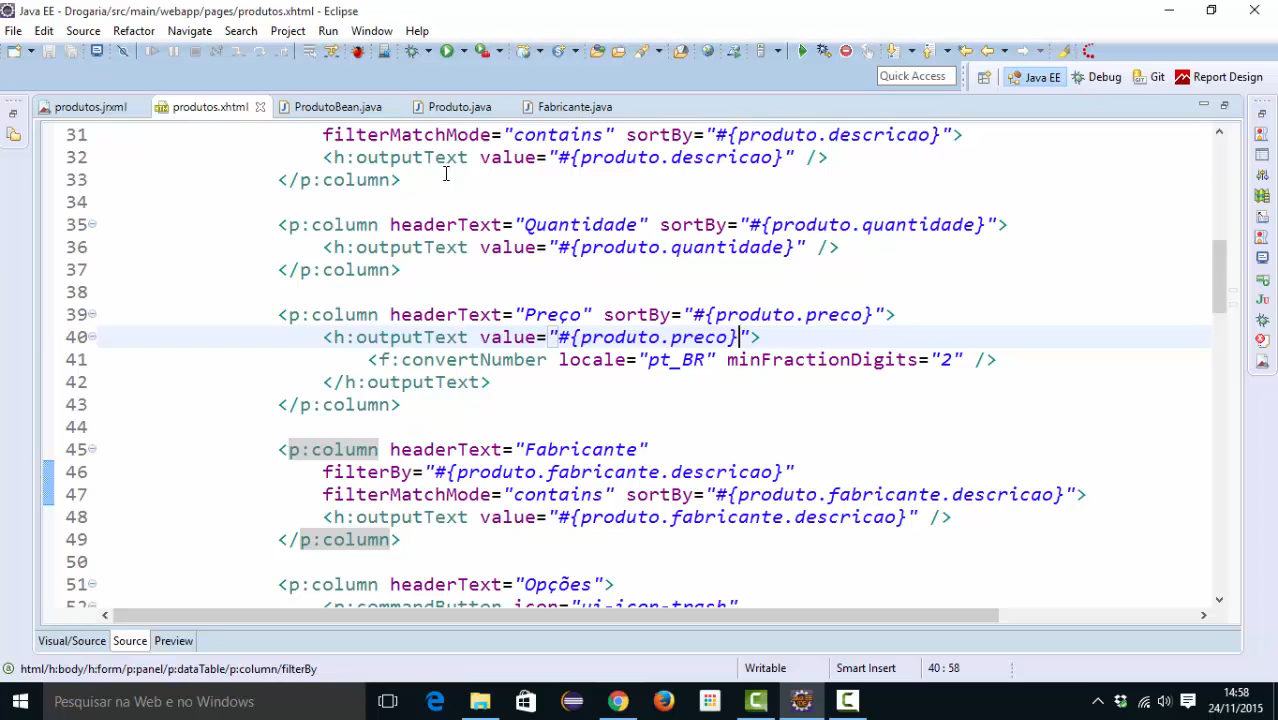 Java EE - Drogaria/src/main/webapp/pages/produtos.xhtml - Eclipse
File Edit Source Refactor Navigate Search Project Run Window Help
Quick Access
Java EE
Debug
Git
Report Design
produtos.jrxml
produtos.xhtml
ProdutoBean.java
Produto.java
Fabricante.java
31 filterMatchMode="contains" sortBy="#{produto.descricao}">
32 <h:outputText value="#{produto.descricao}" />
33 </p:column>
34
35 <p:column headerText="Quantidade" sortBy="#{produto.quantidade}">
36 <h:outputText value="#{produto.quantidade}" />
37 </p:column>
38
39 <p:column headerText="Preço" sortBy="#{produto.preco}">
40 <h:outputText value="#{produto.preco}">
41 <f:convertNumber locale="pt_BR" minFractionDigits="2" />
42 </h:outputText>
43 </p:column>
44
45 <p:column headerText="Fabricante"
46 filterBy="#{produto.fabricante.descricao}"
47 filterMatchMode="contains" sortBy="#{produto.fabricante.descricao}">
48 <h:outputText value="#{produto.fabricante.descricao}" />
49 </p:column>
50
51 <p:column headerText="Opções">
52 <p:commandButton icon="ui-icon-trash"
Visual/Source Source Preview
html/h:body/h:form/p:panel/p:dataTable/p:column/filterBy
Writable
Smart Insert
40 : 58
Pesquisar na Web e no Windows
14:58
24/11/2015